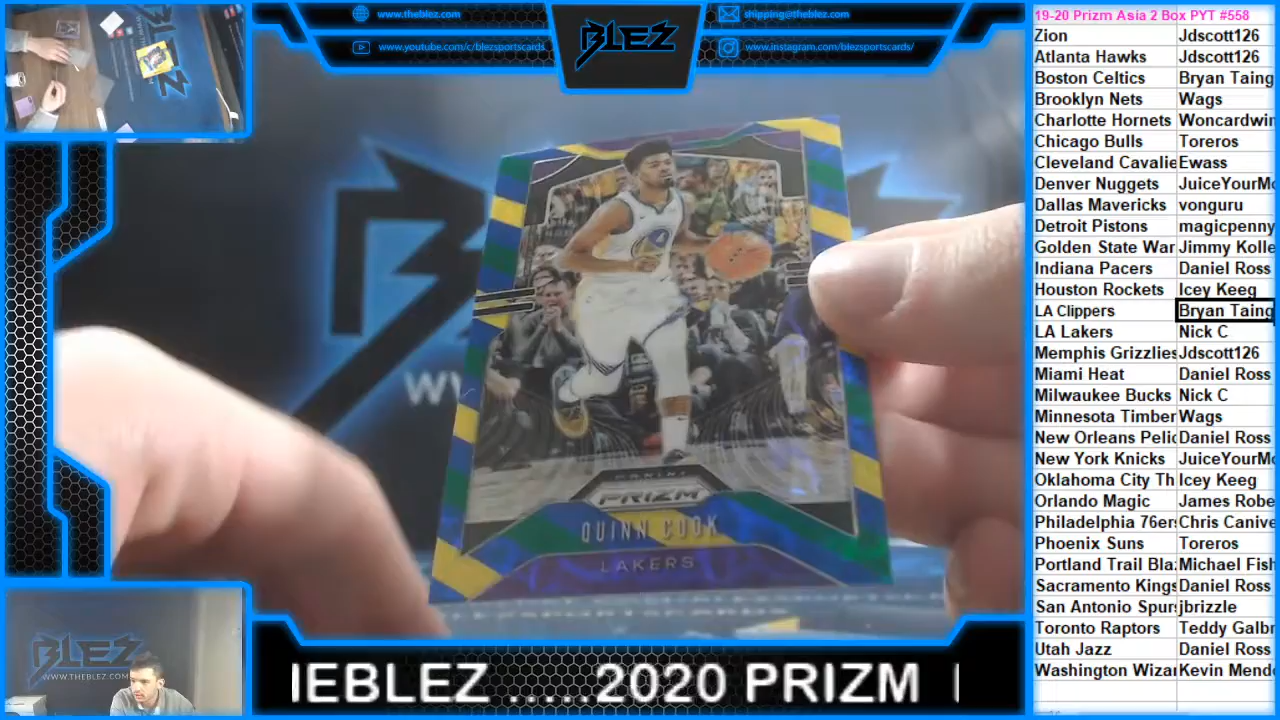 www.theblez.com
www.youtube.com/c/blezsportscards
BLEZ
shipping@theblez.com
www.instagram.com/blezsportscards/
PANINI
PRIZM
QUINN COOK
LAKERS
BLEZ
WWW.THEBLEZ.COM
HEBLEZ .....2020 PRIZM
19-20 Prizm Asia 2 Box PYT #558
Zion Jdscott126
Atlanta Hawks Jdscott126
Boston Celtics Bryan Taing
Brooklyn Nets Wags
Charlotte Hornets Woncardwin
Chicago Bulls Toreros
Cleveland Cavalie Ewass
Denver Nuggets JuiceYourMo
Dallas Mavericks vonguru
Detroit Pistons magicpenny
Golden State War Jimmy Kolle
Indiana Pacers Daniel Ross
Houston Rockets Icey Keeg
LA Clippers Bryan Taing
LA Lakers Nick C
Memphis Grizzlies Jdscott126
Miami Heat Daniel Ross
Milwaukee Bucks Nick C
Minnesota Timber Wags
New Orleans Peli Daniel Ross
New York Knicks JuiceYourMo
Oklahoma City Th Icey Keeg
Orlando Magic James Robe
Philadelphia 76er Chris Canive
Phoenix Suns Toreros
Portland Trail Bla Michael Fish
Sacramento Kings Daniel Ross
San Antonio Spurs jbrizzle
Toronto Raptors Teddy Galbr
Utah Jazz Daniel Ross
Washington Wiza Kevin Mend